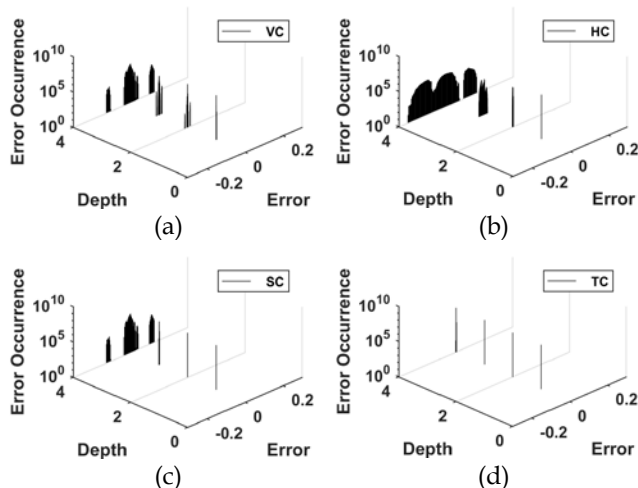 VC
10^10
10^5
10^0
Error Occurrence
4
2
0
Depth
-0.2
0
0.2
Error
(a)
HC
10^10
10^5
10^0
Error Occurrence
4
2
0
Depth
-0.2
0
0.2
Error
(b)
SC
10^10
10^5
10^0
Error Occurrence
4
2
0
Depth
-0.2
0
0.2
Error
(c)
TC
10^10
10^5
10^0
Error Occurrence
4
2
0
Depth
-0.2
0
0.2
Error
(d)